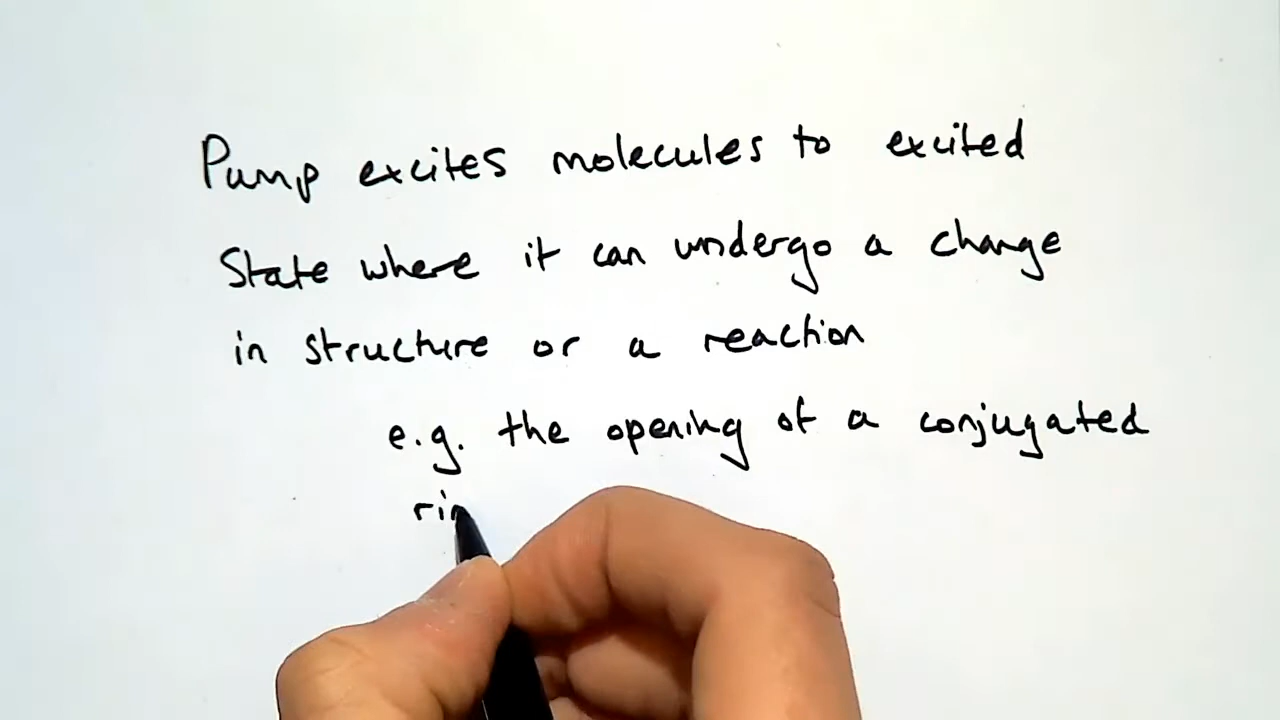 Pump excites molecules to excited
State where it can undergo a change
in structure or a reaction
e.g. the opening of a conjugated
rin